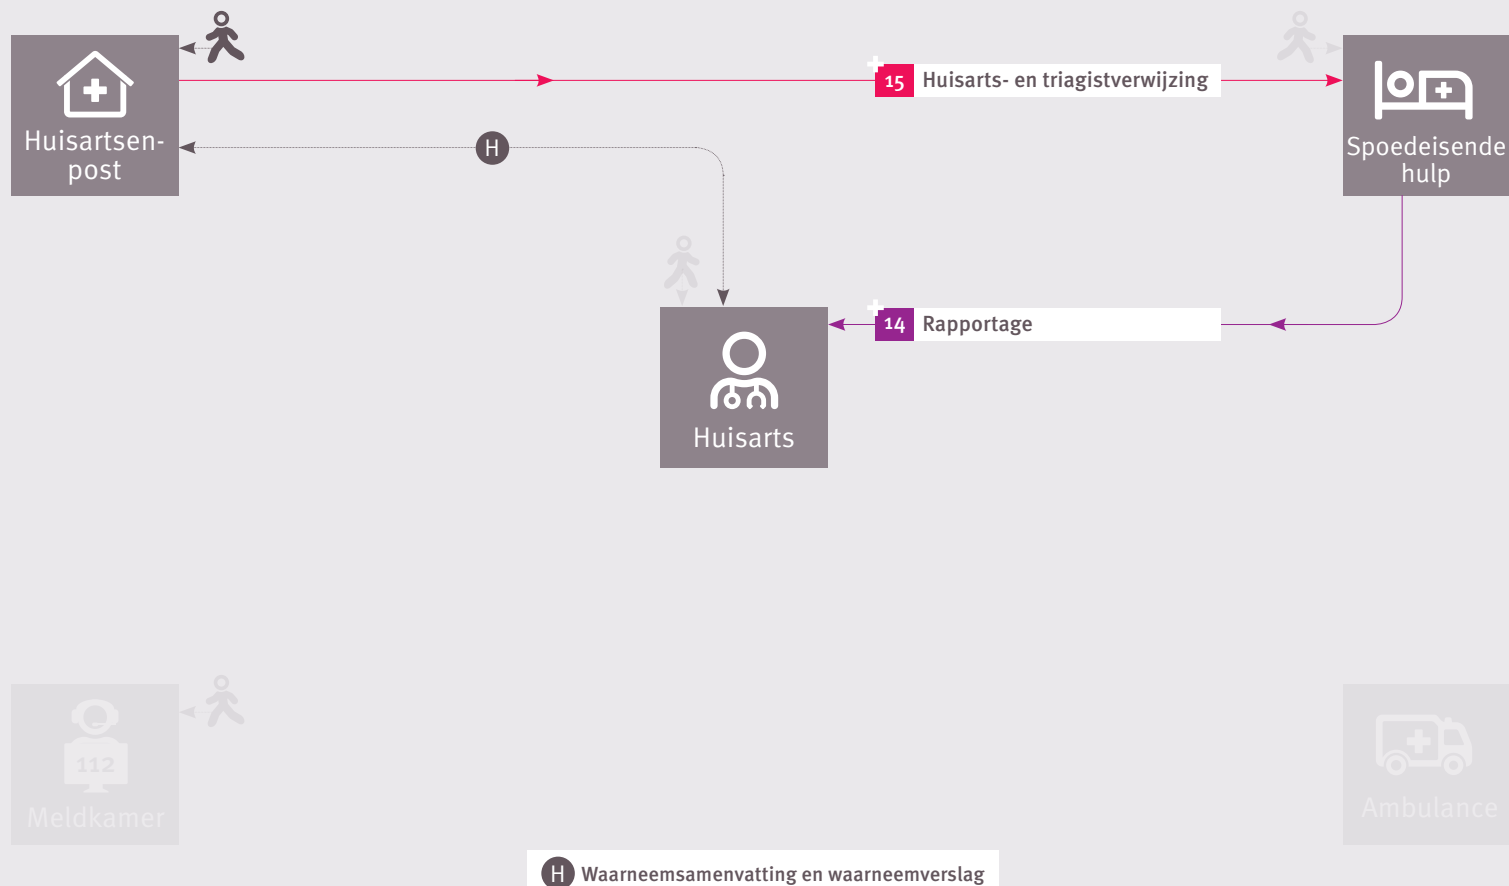 15 Huisarts- en triagistverwijzing
Huisartsen-
post
H
Spoedeisende
hulp
14 Rapportage
Huisarts
112
Meldkamer
Ambulance
H Waarneemsamenvatting en waarneemverslag